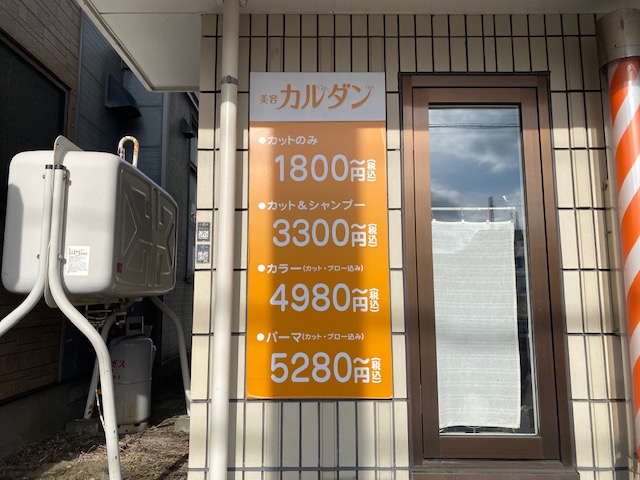 美容 カルダン
●カットのみ
1800円〜(税込)
●カット&シャンプー
3300円〜(税込)
●カラー(カット・ブロー込み)
4980円〜(税込)
●パーマ(カット・ブロー込み)
5280円〜(税込)
ガス